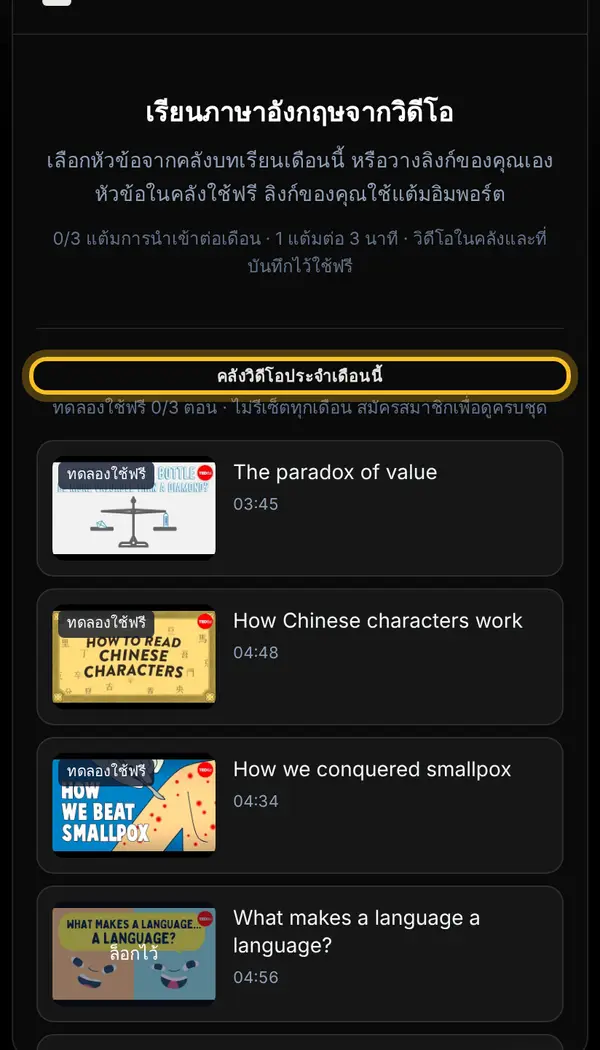 เรียนภาษาอังกฤษจากวิดีโอ
เลือกหัวข้อจากคลังบทเรียนเดือนนี้ หรือวางลิงก์ของคุณเอง
หัวข้อในคลังใช้ฟรี ลิงก์ของคุณใช้แต้มอิมพอร์ต
0/3 แต้มการนำเข้าต่อเดือน · 1 แต้มต่อ 3 นาที · วิดีโอในคลังและที่
บันทึกไว้ใช้ฟรี
คลังวิดีโอประจำเดือนนี้
ทดลองใช้ฟรี 0/3 ตอน · ไม่รีเซ็ตทุกเดือน สมัครสมาชิกเพื่อดูครบชุด
ทดลองใช้ฟรี
BOTTLE
The paradox of value
03:45
ทดลองใช้ฟรี
HOW TO READ
CHINESE
CHARACTERS
How Chinese characters work
04:48
ทดลองใช้ฟรี
HOW
WE BEAT
SMALLPOX
How we conquered smallpox
04:34
WHAT MAKES A LANGUAGE...
A LANGUAGE?
ล็อกไว้
What makes a language a
language?
04:56